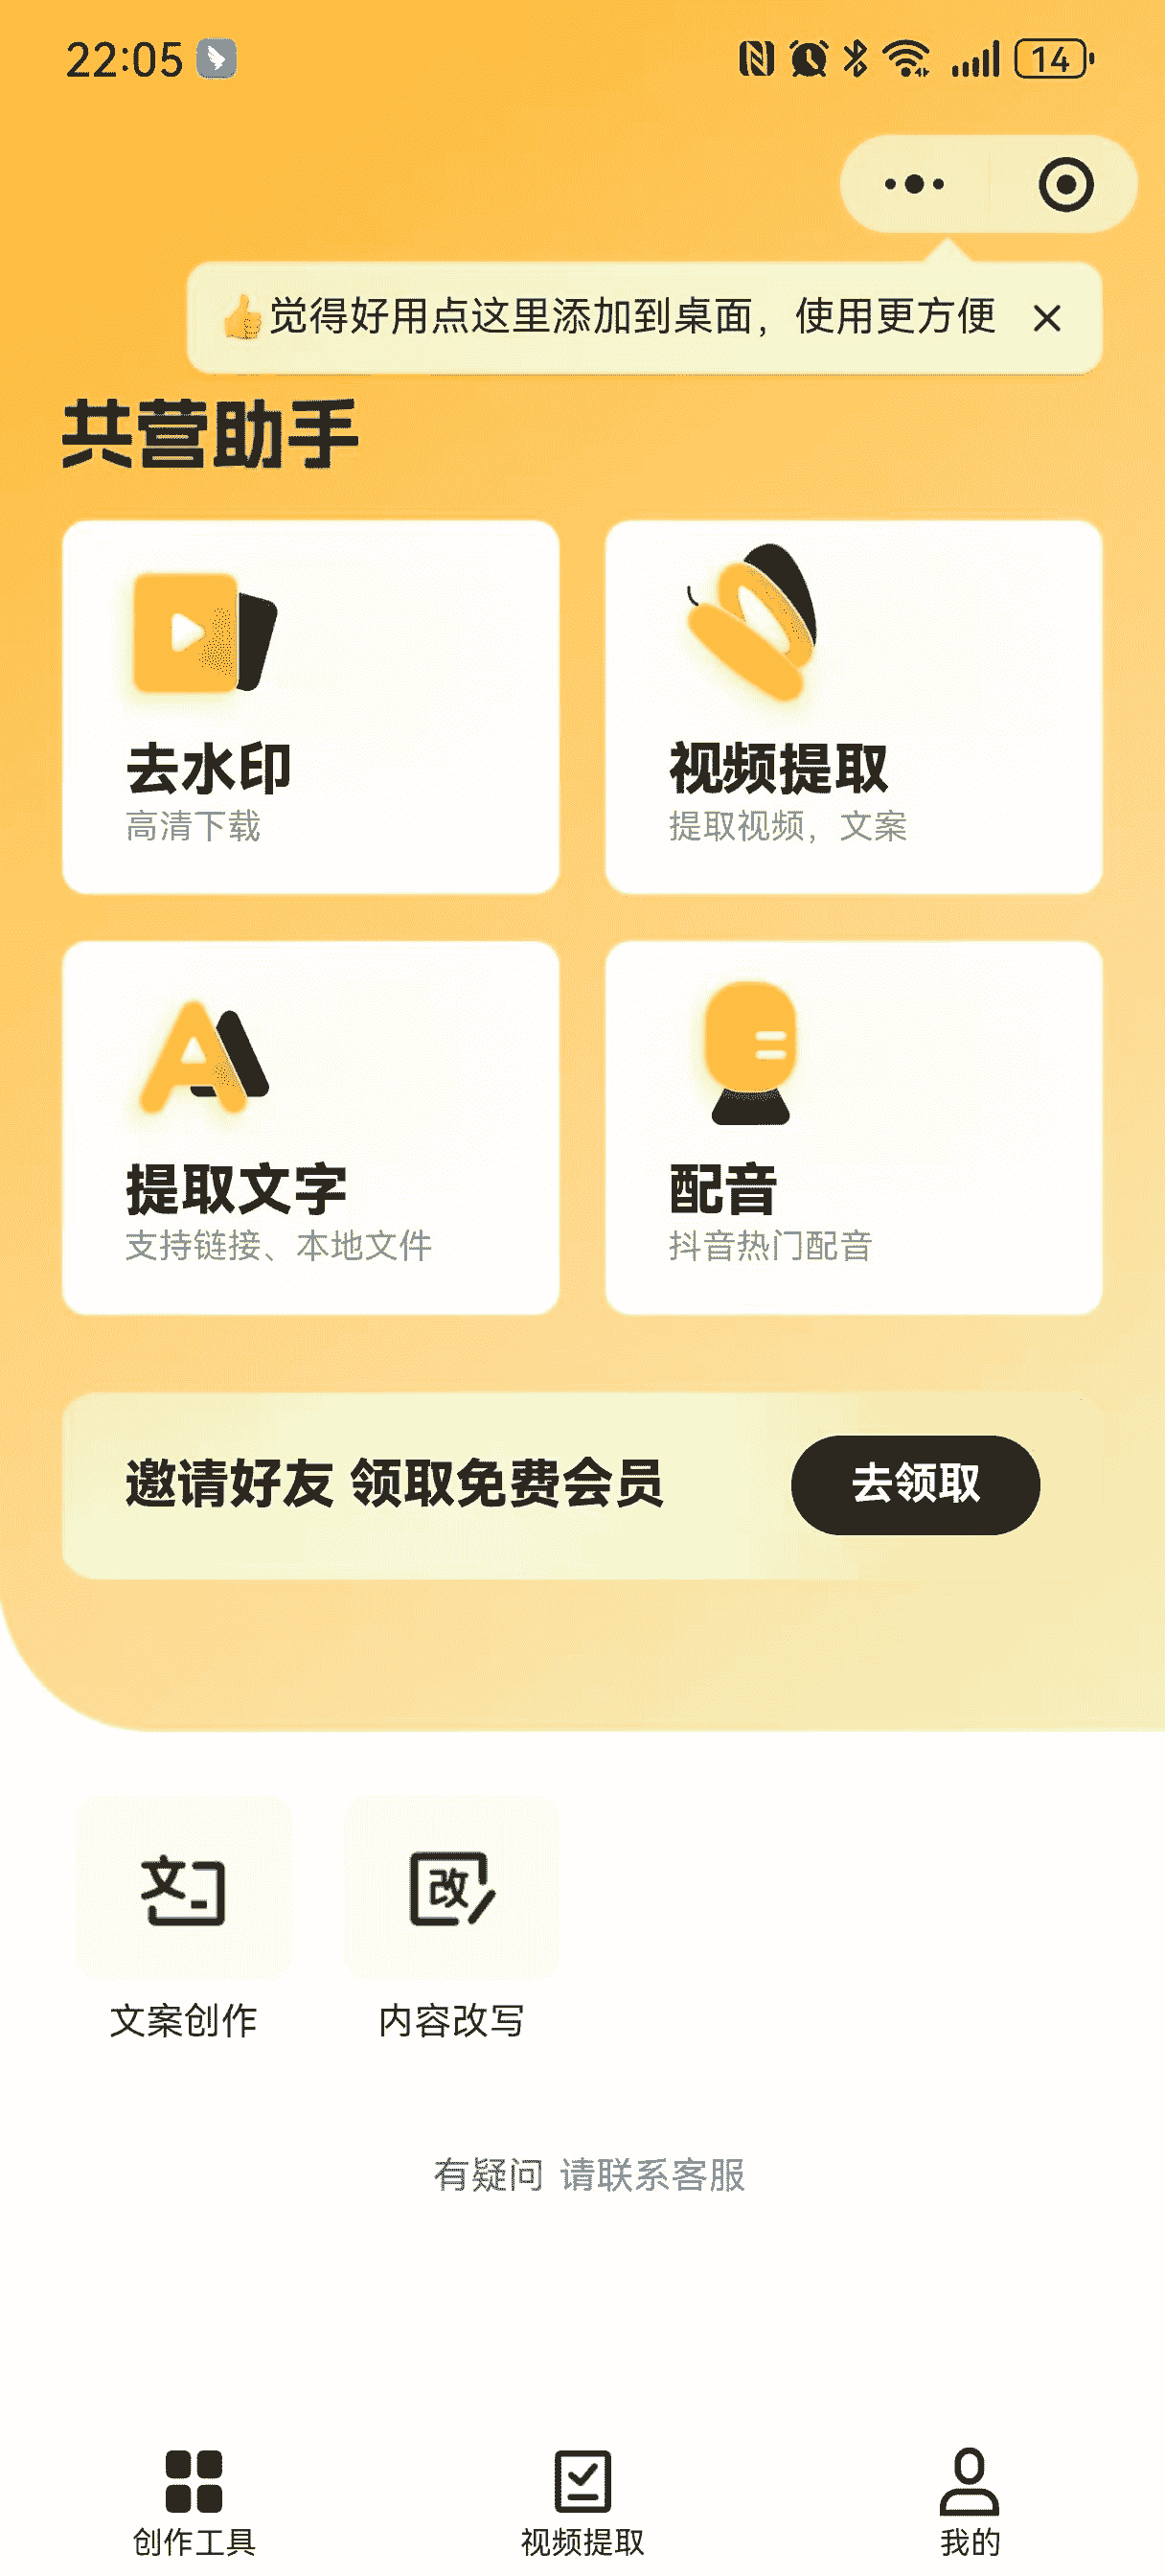 22:05
14
👍觉得好用点这里添加到桌面，使用更方便
共营助手
去水印
高清下载
视频提取
提取视频，文案
提取文字
支持链接、本地文件
配音
抖音热门配音
邀请好友 领取免费会员
去领取
文
改
文案创作
内容改写
有疑问 请联系客服
创作工具
视频提取
我的